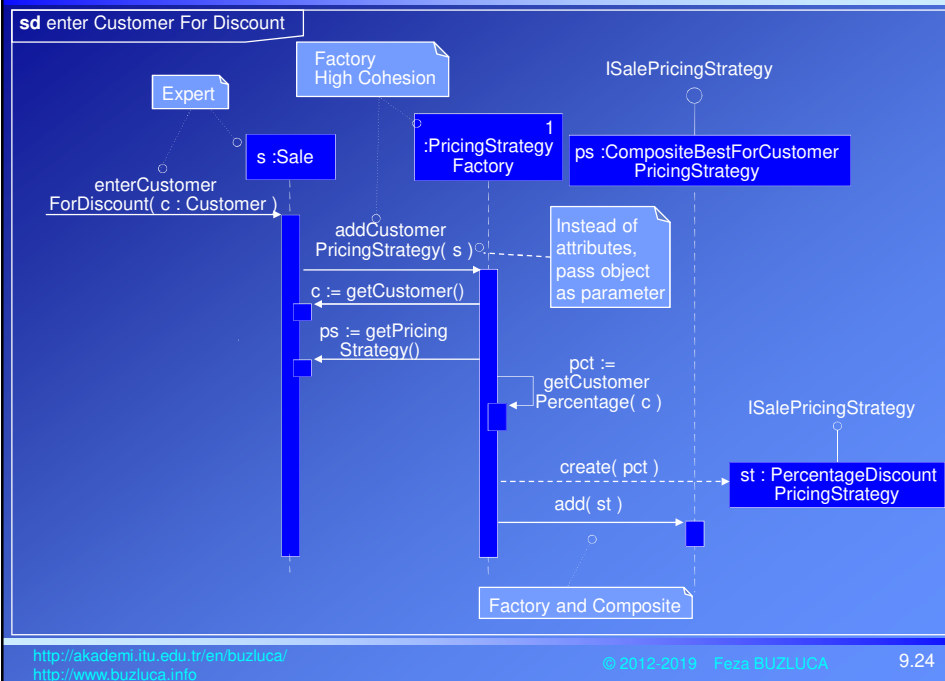 sd enter Customer For Discount
Factory
High Cohesion
ISalePricingStrategy
Expert
s :Sale
1
:PricingStrategy
Factory
ps :CompositeBestForCustomer
PricingStrategy
enterCustomer
ForDiscount( c : Customer )
addCustomer
PricingStrategy( s )
Instead of
attributes,
pass object
as parameter
c := getCustomer()
ps := getPricing
Strategy()
pct :=
getCustomer
Percentage( c )
ISalePricingStrategy
create( pct )
st : PercentageDiscount
PricingStrategy
add( st )
Factory and Composite
http://akademi.itu.edu.tr/en/buzluca/
http://www.buzluca.info
© 2012-2019 Feza BUZLUCA
9.24